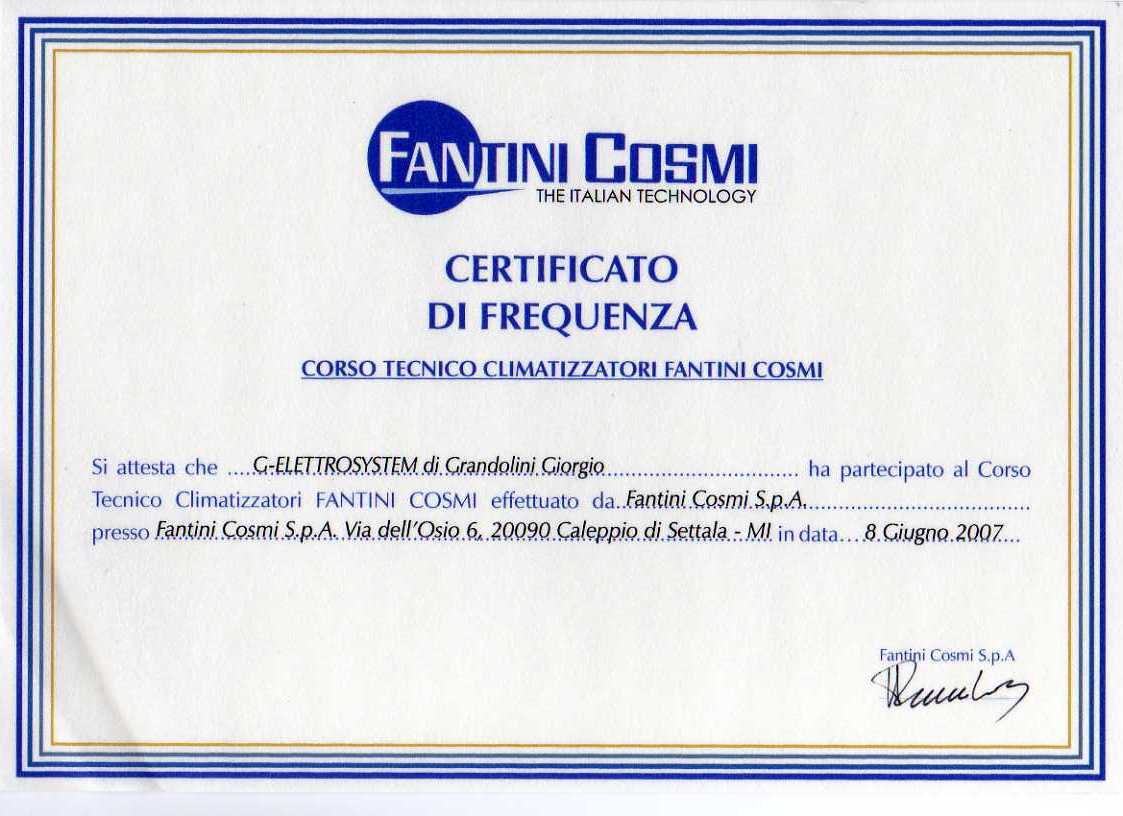 FANTINI COSMI
THE ITALIAN TECHNOLOGY
CERTIFICATO
DI FREQUENZA
CORSO TECNICO CLIMATIZZATORI FANTINI COSMI
Si attesta che ....G-ELETTROSYSTEM di Grandolini Giorgio.................................. ha partecipato al Corso
Tecnico Climatizzatori FANTINI COSMI effettuato da..Fantini Cosmi S.p.A.......................................
presso Fantini Cosmi S.p.A. Via dell'Osio 6, 20090 Caleppio di Settala - MI in data... 8 Giugno 2007...
Fantini Cosmi S.p.A